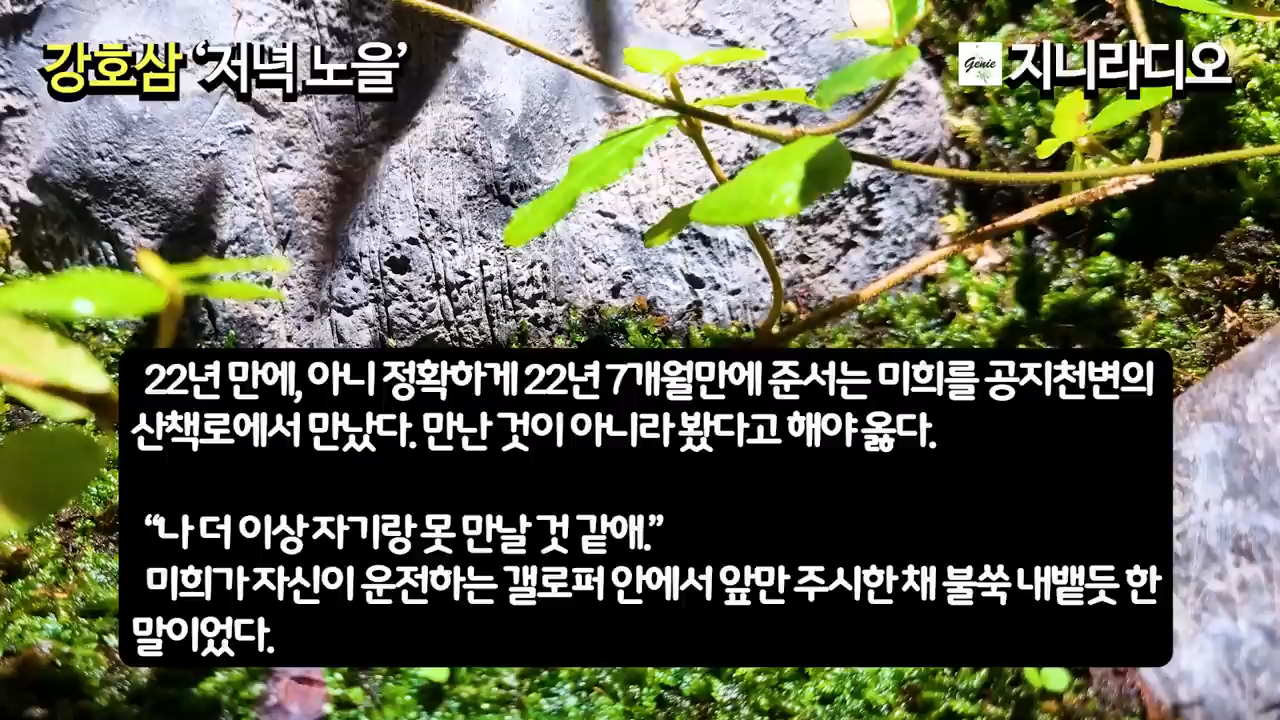 강호삼 ‘저녁 노을’
Genie 지니라디오
22년 만에, 아니 정확하게 22년 7개월만에 준서는 미희를 공지천변의
산책로에서 만났다. 만난 것이 아니라 봤다고 해야 옳다.
“나 더 이상 자기랑 못 만날 것 같애.”
미희가 자신이 운전하는 갤로퍼 안에서 앞만 주시한 채 불쑥 내뱉듯 한
말이었다.